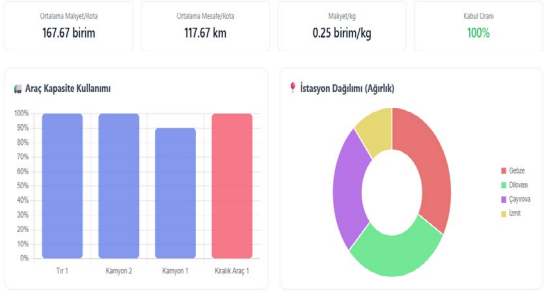 Ortalama Maliyet/Rota
167.67 birim
Ortalama Mesafe/Rota
117.67 km
Maliyet/kg
0.25 birim/kg
Kabul Oranı
100%
Araç Kapasite Kullanımı
100%
90%
80%
70%
60%
50%
40%
30%
20%
10%
0%
Tır 1
Kamyon 2
Kamyon 1
Kiralık Araç 1
İstasyon Dağılımı (Ağırlık)
Gebze
Dilovası
Çayırova
İzmit